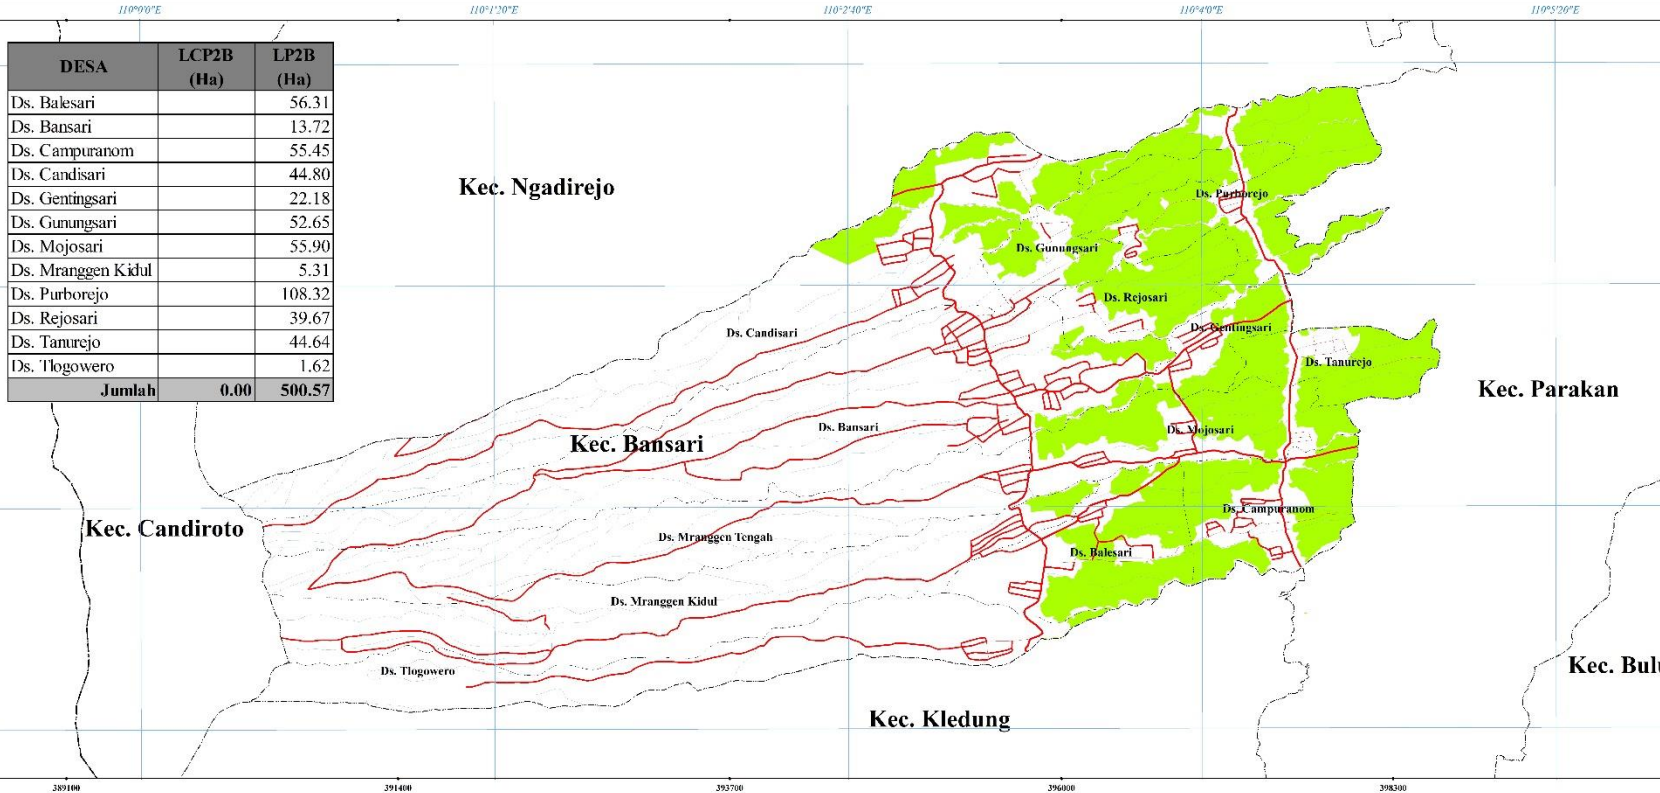 110°0'0"E 110°1'20"E 110°2'40"E 110°4'0"E 110°5'20"E
DESA LCP2B (Ha) LP2B (Ha)
Ds. Balesari 56.31
Ds. Bansari 13.72
Ds. Campuranom 55.45
Ds. Candisari 44.80
Ds. Gentingsari 22.18
Ds. Gunungsari 52.65
Ds. Mojosari 55.90
Ds. Mranggen Kidul 5.31
Ds. Purborejo 108.32
Ds. Rejosari 39.67
Ds. Tanurejo 44.64
Ds. Tlogowero 1.62
Jumlah 0.00 500.57
Kec. Ngadirejo
Ds. Purborejo
Ds. Gunungsari
Ds. Rejosari
Ds. Candisari
Ds. Gentingsari
Ds. Tanurejo
Kec. Parakan
Ds. Bansari
Ds. Mojosari
Kec. Bansari
Ds. Campuranom
Kec. Candiroto
Ds. Mranggen Tengah
Ds. Balesari
Ds. Mranggen Kidul
Ds. Tlogowero
Kec. Bulu
Kec. Kledung
389100 391400 393700 396000 398300